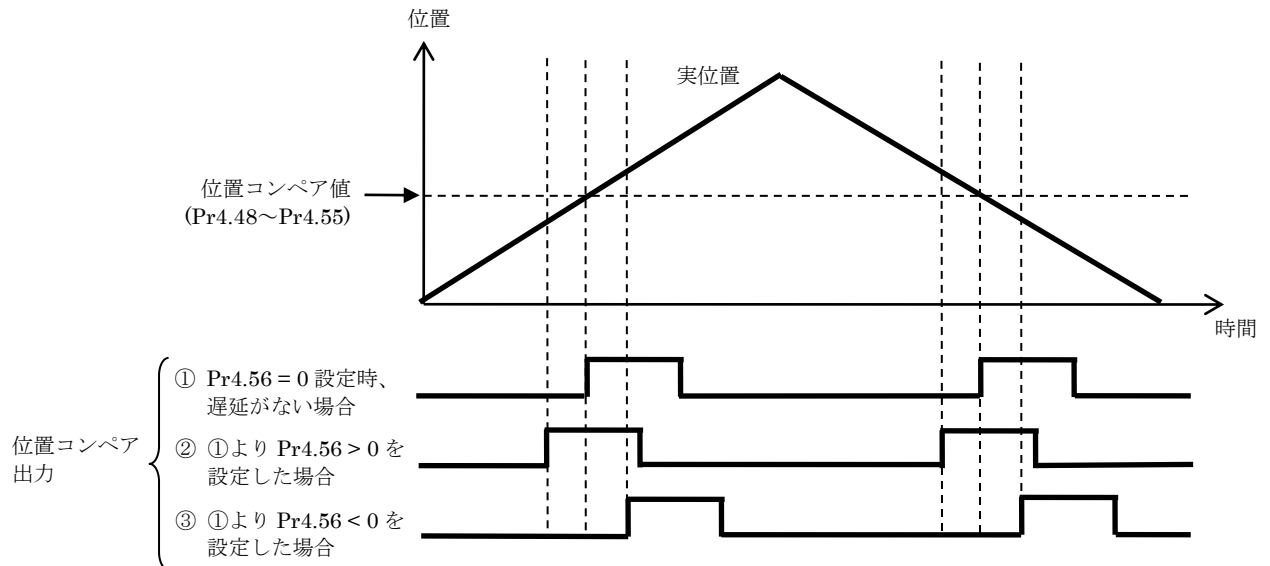 位置
実位置
位置コンペア値
(Pr4.48～Pr4.55)
時間
位置コンペア
出力
① Pr4.56 = 0 設定時、
遅延がない場合
② ①より Pr4.56 > 0 を
設定した場合
③ ①より Pr4.56 < 0 を
設定した場合